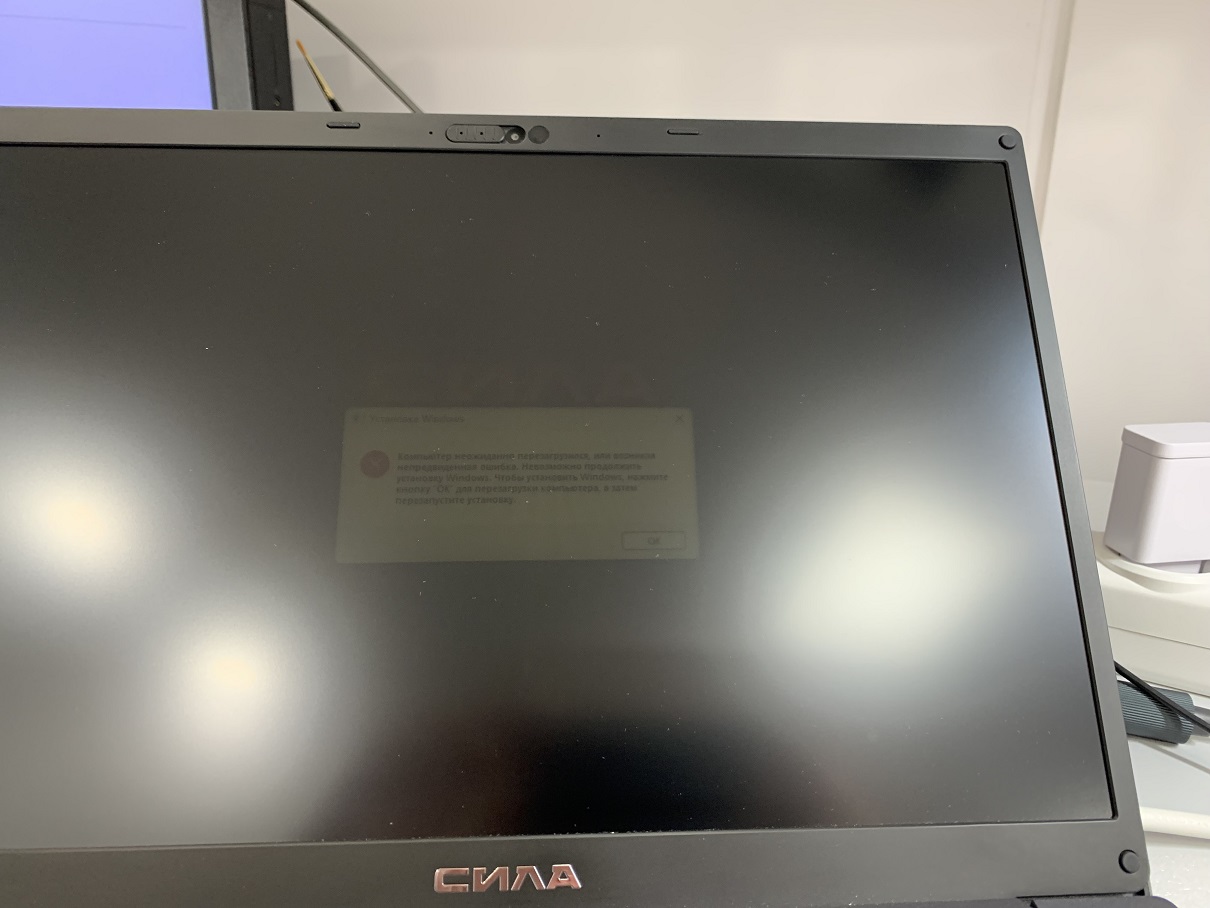 Установка Windows
Компьютер неожиданно перезагрузился, или возникла
непредвиденная ошибка. Невозможно продолжить
установку Windows. Чтобы установить Windows, нажмите
кнопку "ОК" для перезагрузки компьютера, а затем
перезапустите установку.
ОК
СИЛА